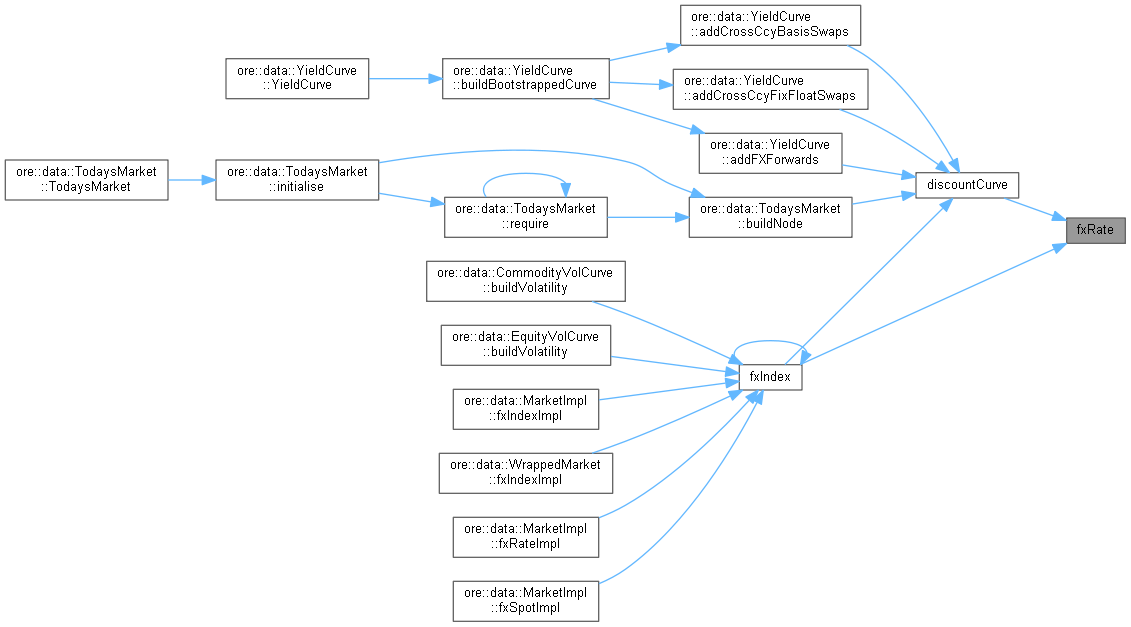 ore::data::YieldCurve
::addCrossCcyBasisSwaps
ore::data::YieldCurve
::YieldCurve
ore::data::YieldCurve
::buildBootstrappedCurve
ore::data::YieldCurve
::addCrossCcyFixFloatSwaps
ore::data::YieldCurve
::addFXForwards
ore::data::TodaysMarket
::TodaysMarket
ore::data::TodaysMarket
::initialise
discountCurve
ore::data::TodaysMarket
::require
ore::data::TodaysMarket
::buildNode
fxRate
ore::data::CommodityVolCurve
::buildVolatility
ore::data::EquityVolCurve
::buildVolatility
fxIndex
ore::data::MarketImpl
::fxIndexImpl
ore::data::WrappedMarket
::fxIndexImpl
ore::data::MarketImpl
::fxRateImpl
ore::data::MarketImpl
::fxSpotImpl